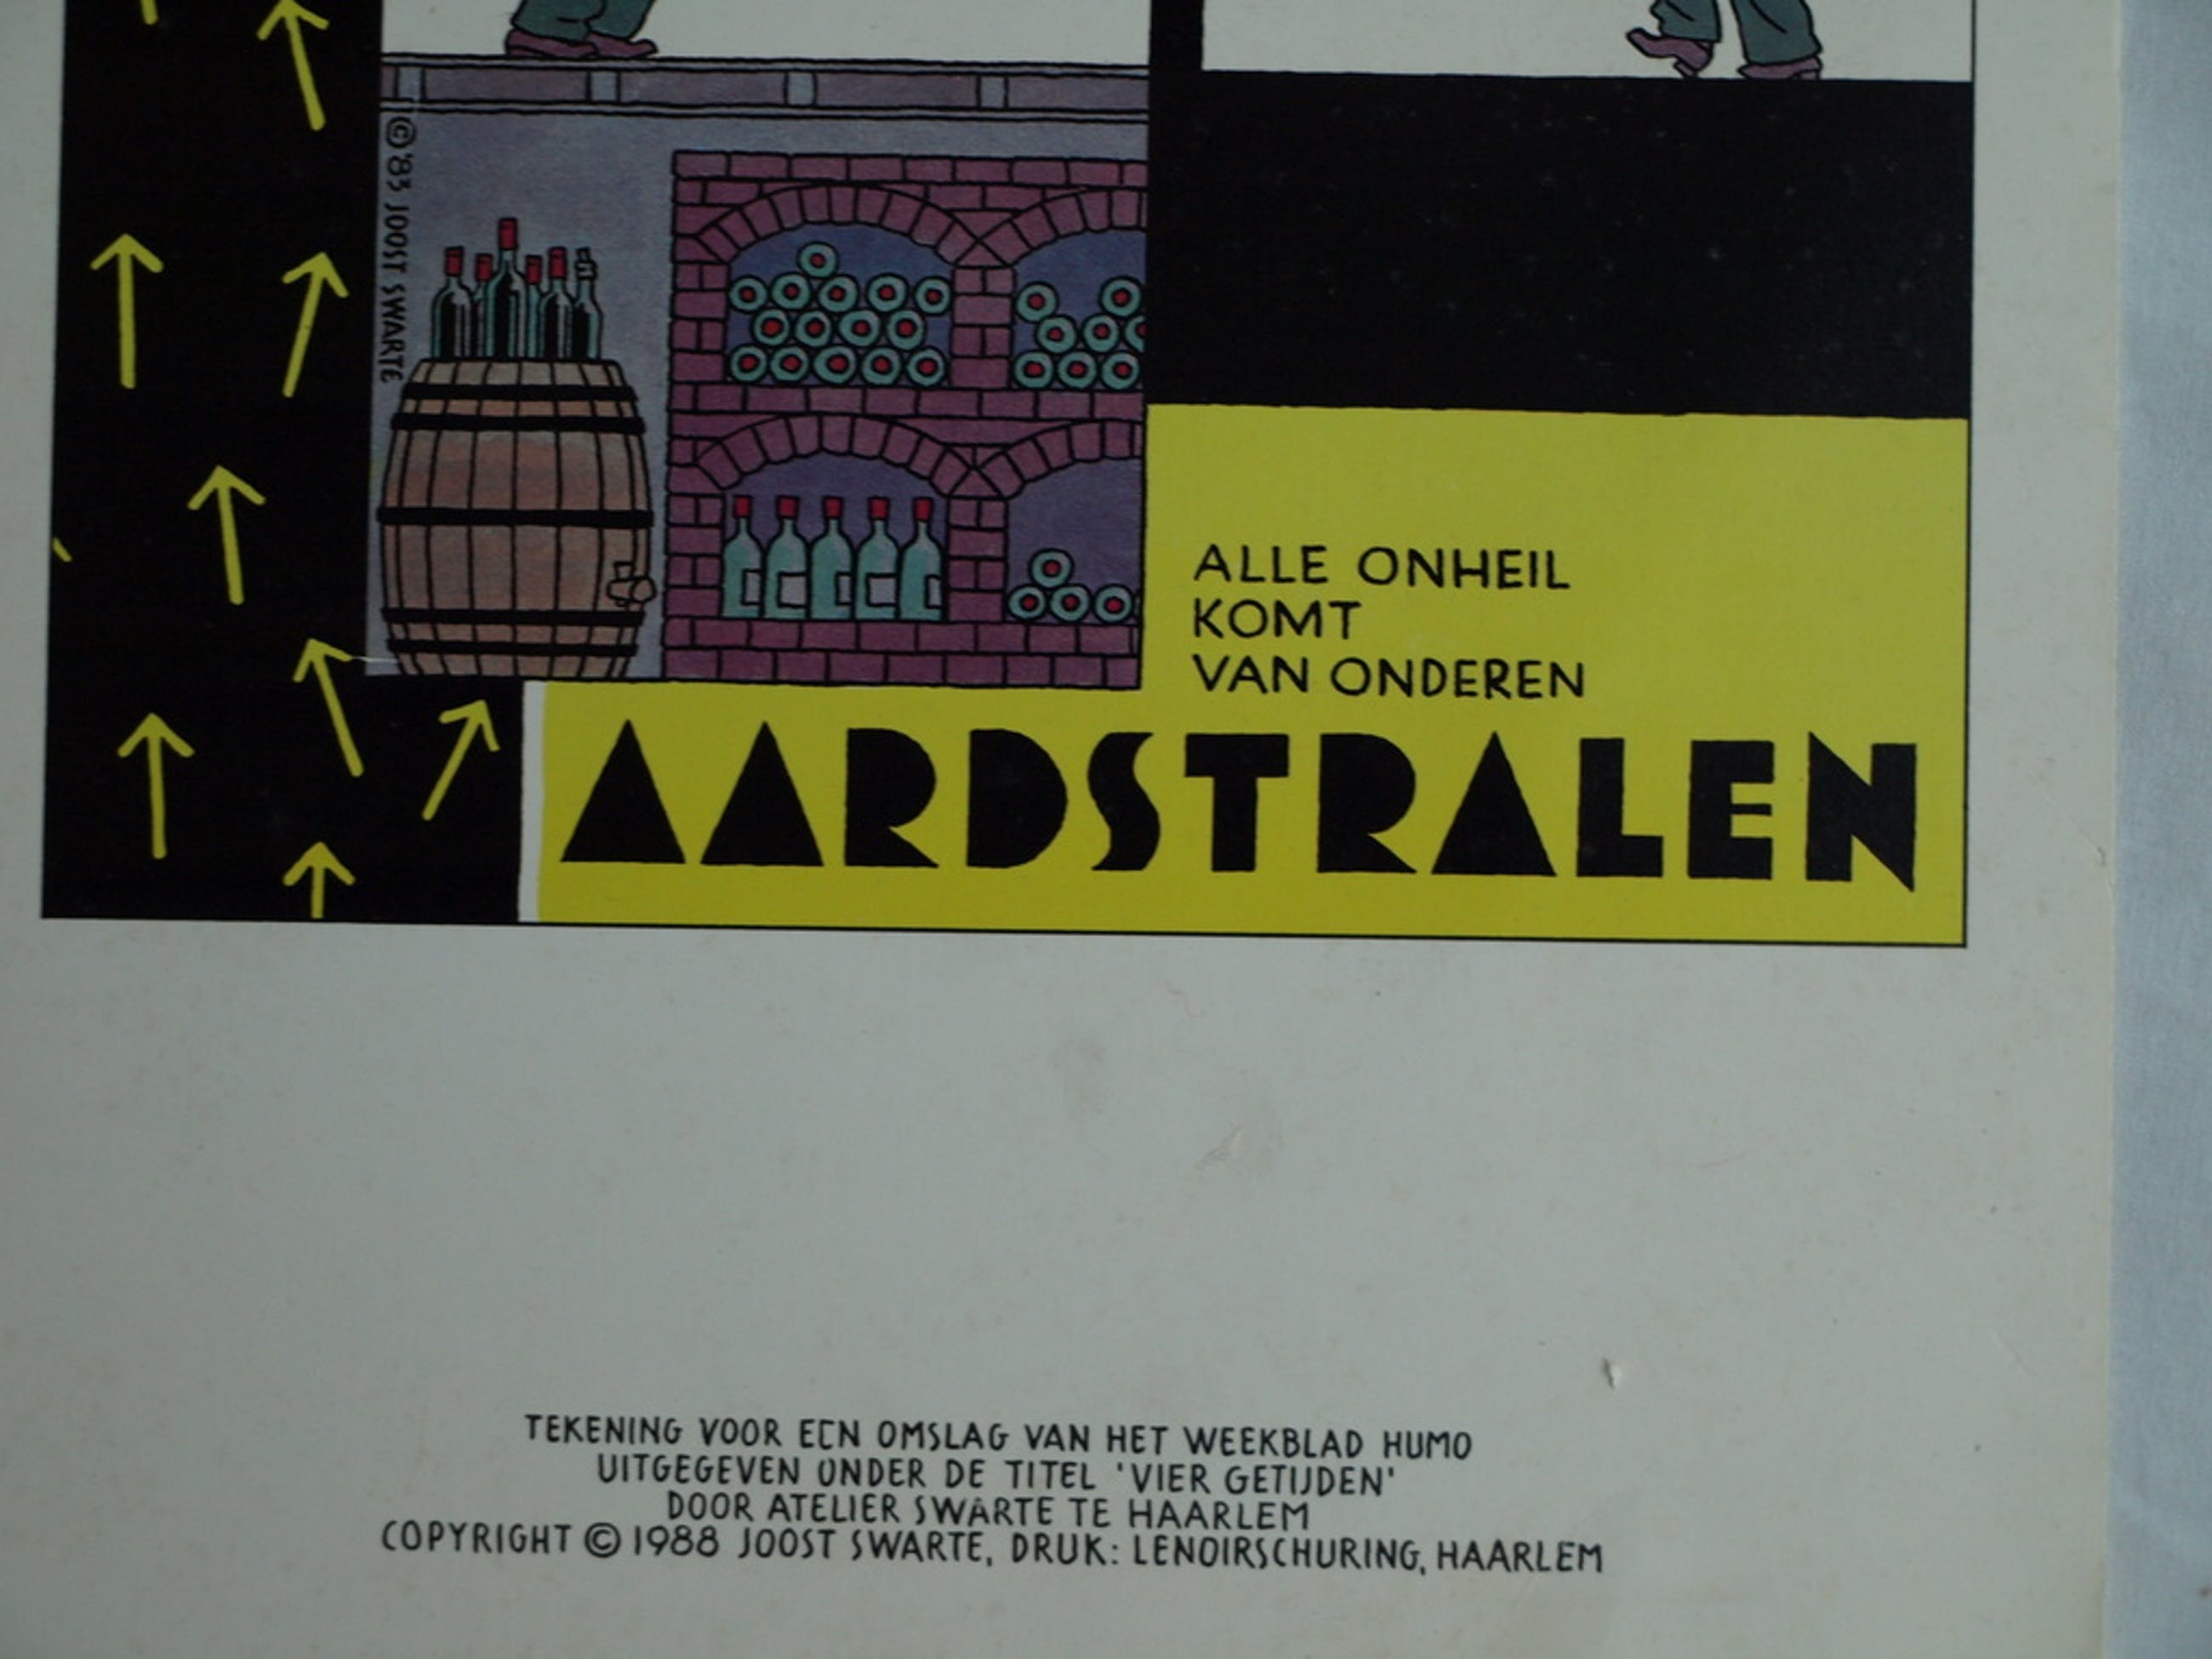 © '83 JOOST SWARTE
ALLE ONHEIL
KOMT
VAN ONDEREN
AARDSTRALEN
TEKENING VOOR EEN OMSLAG VAN HET WEEKBLAD HUMO
UITGEGEVEN ONDER DE TITEL 'VIER GETIJDEN'
DOOR ATELIER SWARTE TE HAARLEM
COPYRIGHT © 1988 JOOST SWARTE, DRUK: LENOIRSCHURING, HAARLEM